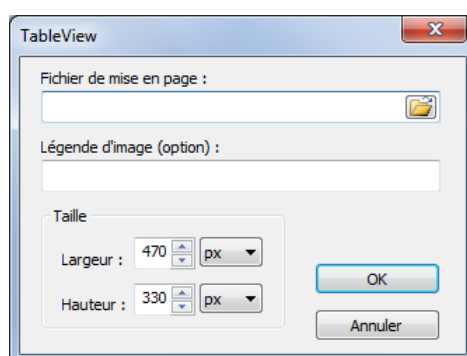 TableView
Fichier de mise en page :
Légende d'image (option) :
Taille
Largeur : 470 px
Hauteur : 330 px
OK
Annuler